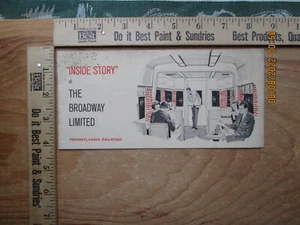 Do it Best Paint & Sundries
Best Products,
"INSIDE STORY"
of
THE
BROADWAY
LIMITED
PENNSYLVANIA RAILROAD
Do it Best Paint & Sundries